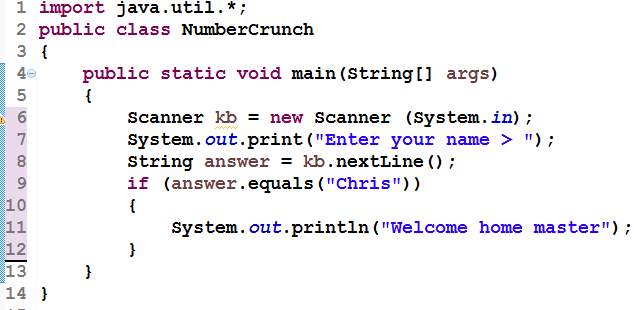 1 import java.util.*;
2 public class NumberCrunch
3 {
4 public static void main(String[] args)
5 {
6 Scanner kb = new Scanner (System.in);
7 System.out.print("Enter your name > ");
8 String answer = kb.nextLine();
9 if (answer.equals("Chris"))
10 {
11 System.out.println("Welcome home master");
12 }
13 }
14 }